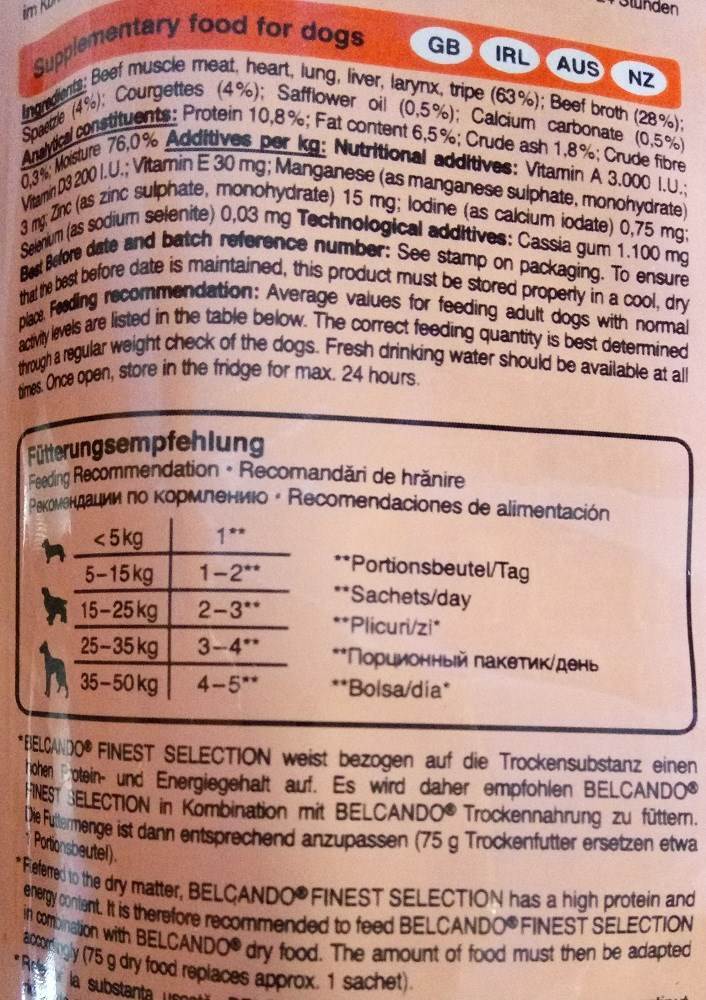 Stunden
Supplementary food for dogs GB IRL AUS NZ
Ingredients: Beef muscle meat, heart, lung, liver, larynx, tripe (63%); Beef broth (28%);
Spaetzle (4%); Courgettes (4%); Safflower oil (0,5%); Calcium carbonate (0,5%)
Analytical constituents: Protein 10,8%; Fat content 6,5%; Crude ash 1,8%; Crude fibre
0,3%; Moisture 76,0% Additives per kg: Nutritional additives: Vitamin A 3.000 I.U.;
Vitamin D3 200 I.U.; Vitamin E 30 mg; Manganese (as manganese sulphate, monohydrate)
3 mg; Zinc (as zinc sulphate, monohydrate) 15 mg; Iodine (as calcium iodate) 0,75 mg;
Selenium (as sodium selenite) 0,03 mg Technological additives: Cassia gum 1.100 mg
Best Before date and batch reference number: See stamp on packaging. To ensure
that the best before date is maintained, this product must be stored properly in a cool, dry
place. Feeding recommendation: Average values for feeding adult dogs with normal
activity levels are listed in the table below. The correct feeding quantity is best determined
through a regular weight check of the dogs. Fresh drinking water should be available at all
times. Once open, store in the fridge for max. 24 hours.
Fütterungsempfehlung
Feeding Recommendation • Recomandări de hrănire
Рекомендации по кормлению • Recomendaciones de alimentación
<5kg 1**
5-15kg 1-2**
15-25kg 2-3**
25-35kg 3-4**
35-50kg 4-5**
**Portionsbeutel/Tag
**Sachets/day
**Plicuri/zi*
**Порционный пакетик/день
**Bolsa/dia*
*BELCANDO® FINEST SELECTION weist bezogen auf die Trockensubstanz einen
hohen Protein- und Energiegehalt auf. Es wird daher empfohlen BELCANDO®
FINEST SELECTION in Kombination mit BELCANDO® Trockennahrung zu füttern.
Die Futtermenge ist dann entsprechend anzupassen (75 g Trockenfutter ersetzen etwa
1 Portionsbeutel).
*Referred to the dry matter, BELCANDO® FINEST SELECTION has a high protein and
energy content. It is therefore recommended to feed BELCANDO® FINEST SELECTION
in combination with BELCANDO® dry food. The amount of food must then be adapted
accordingly (75 g dry food replaces approx. 1 sachet).
la substanta